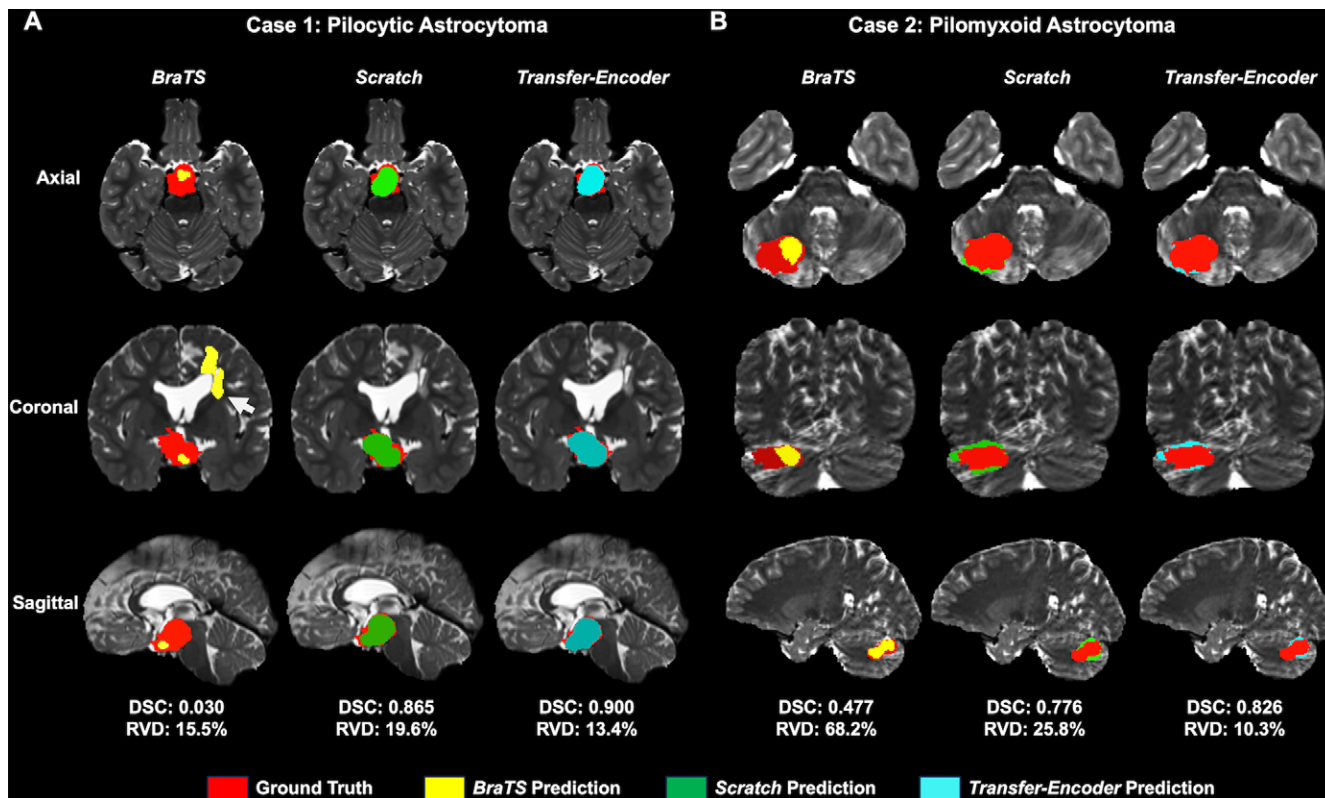 A
Case 1: Pilocytic Astrocytoma
B
Case 2: Pilomyxoid Astrocytoma
BraTS
Scratch
Transfer-Encoder
BraTS
Scratch
Transfer-Encoder
Axial
Coronal
Sagittal
DSC: 0.030
RVD: 15.5%
DSC: 0.865
RVD: 19.6%
DSC: 0.900
RVD: 13.4%
DSC: 0.477
RVD: 68.2%
DSC: 0.776
RVD: 25.8%
DSC: 0.826
RVD: 10.3%
Ground Truth
BraTS Prediction
Scratch Prediction
Transfer-Encoder Prediction